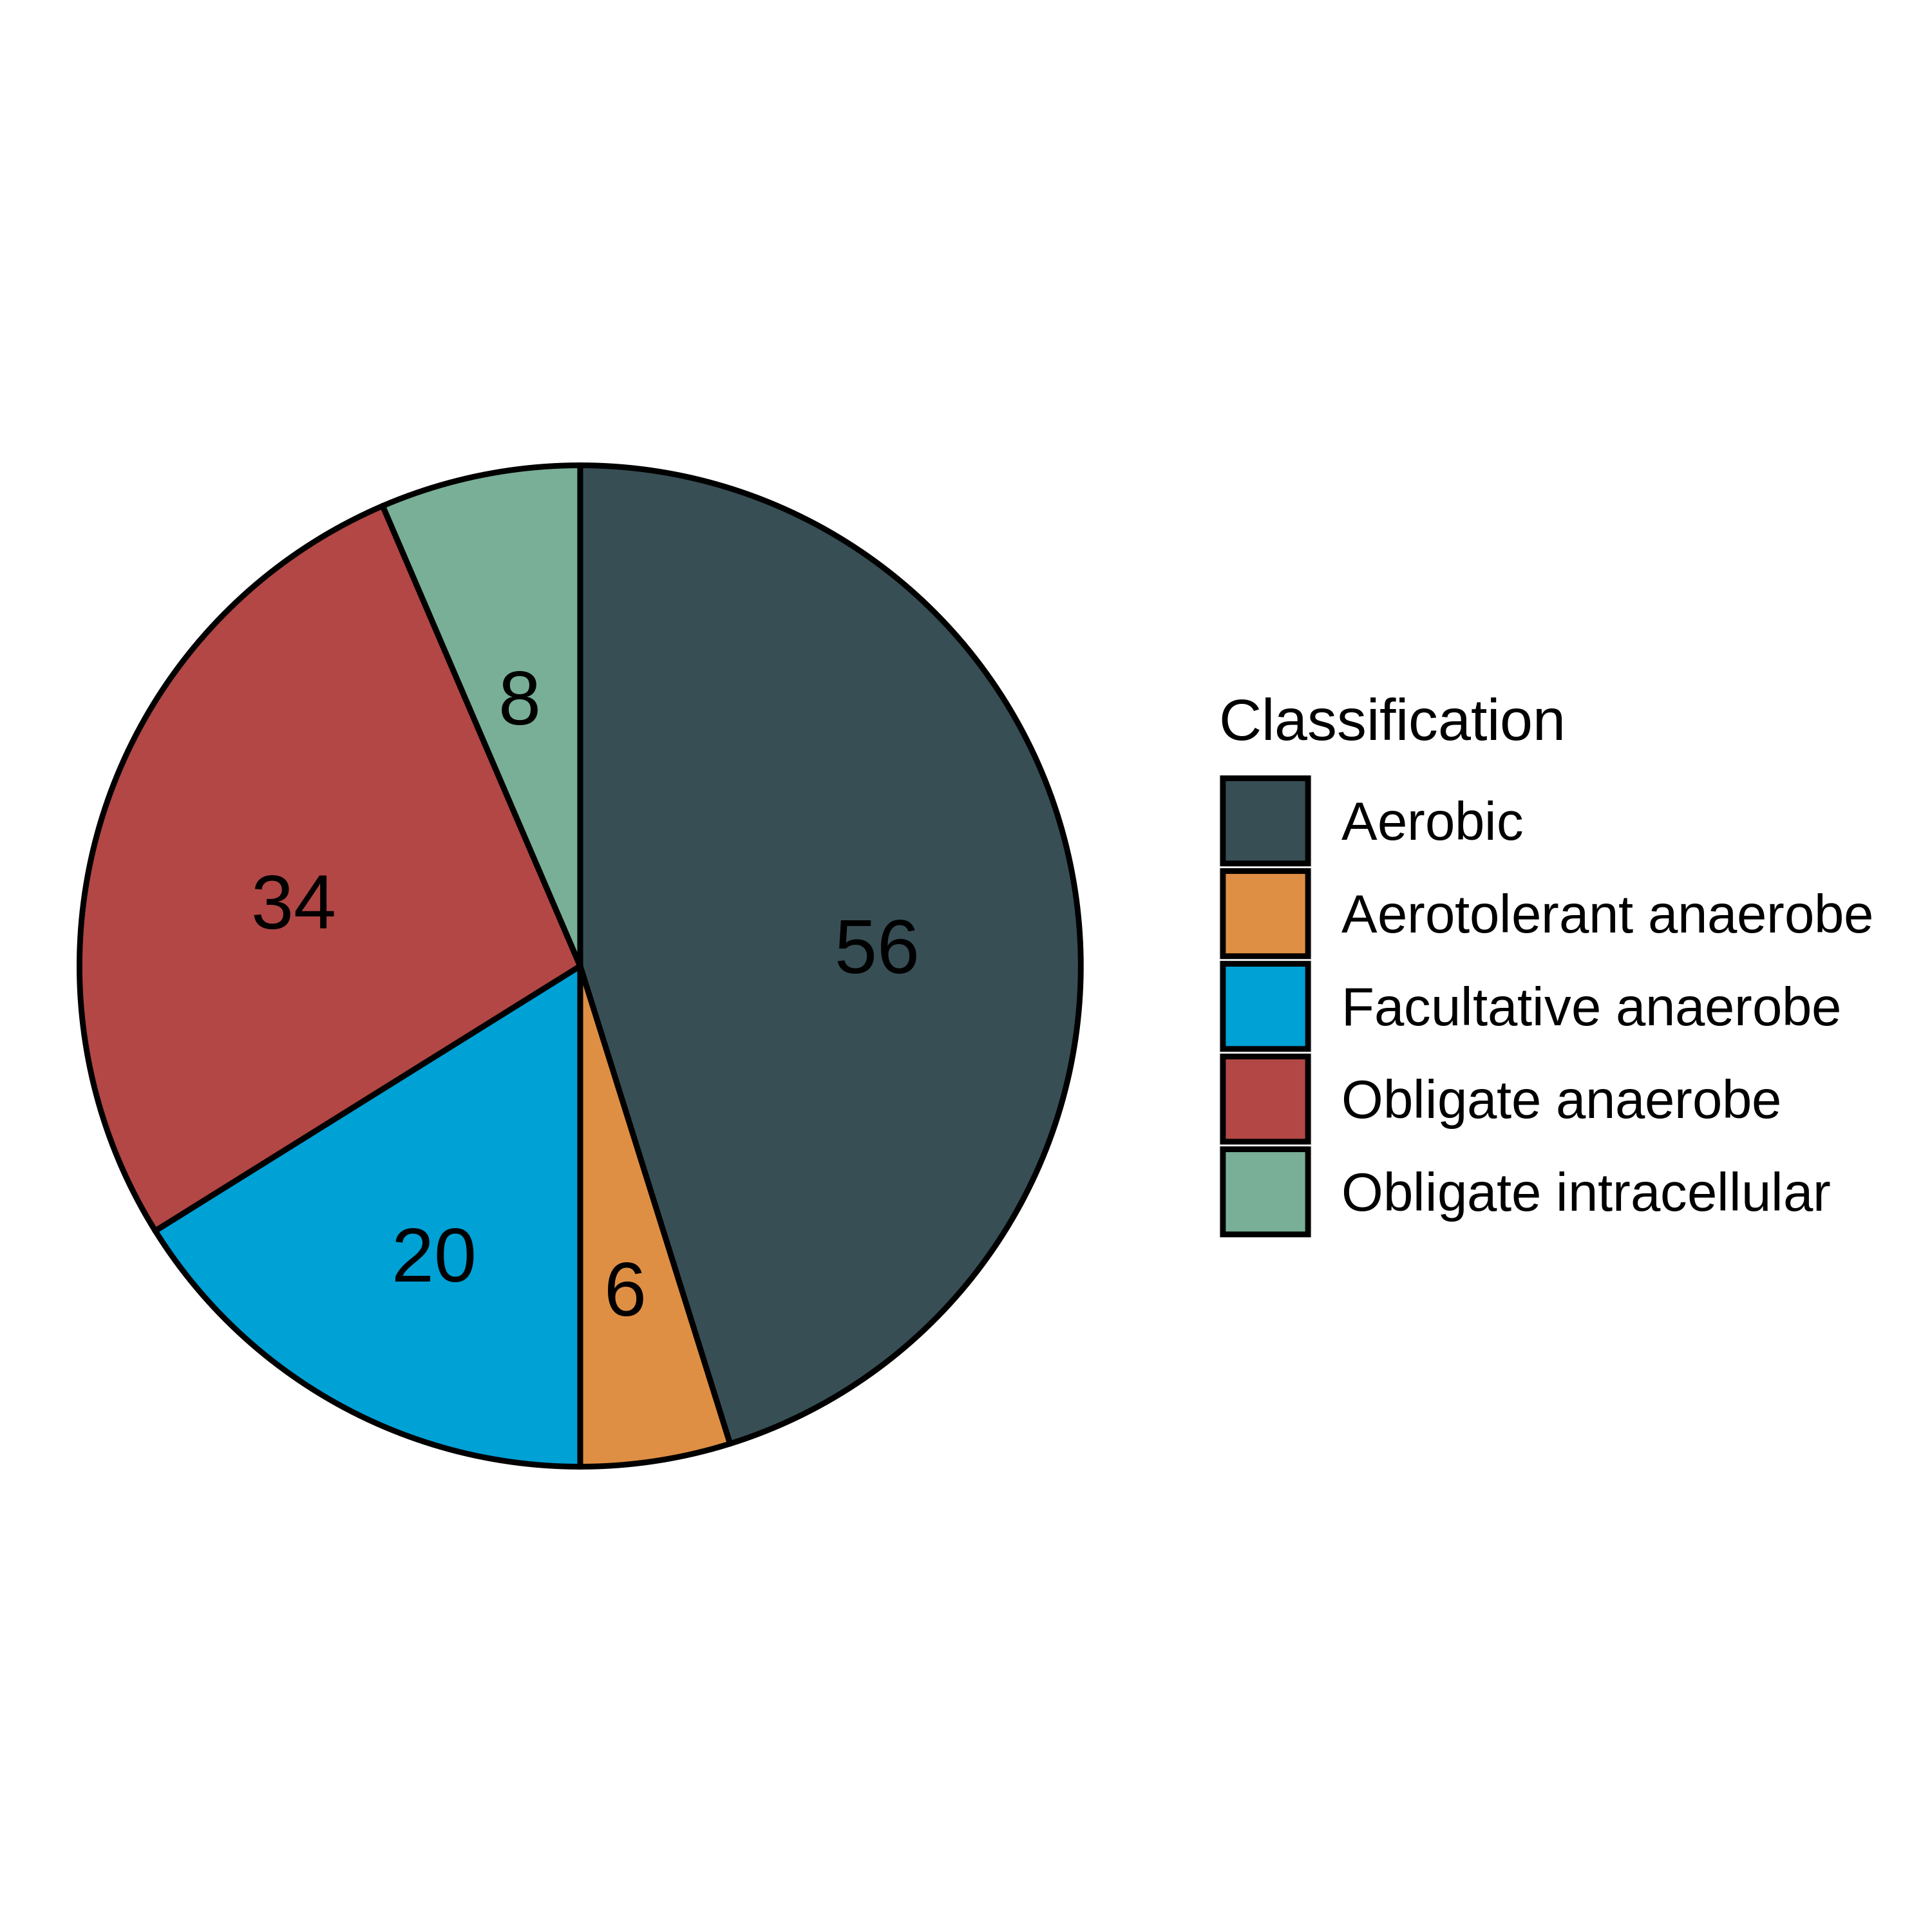 8
34
56
20
6
Classification
Aerobic
Aerotolerant anaerobe
Facultative anaerobe
Obligate anaerobe
Obligate intracellular